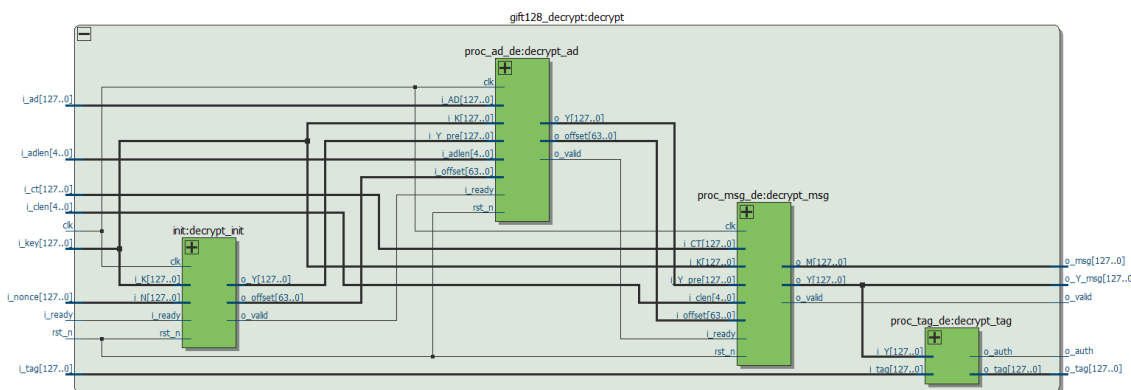 gift128_decrypt:decrypt
proc_ad_de:decrypt_ad
clk
i_AD[127..0]
i_K[127..0]
i_Y_pre[127..0]
i_adlen[4..0]
i_offset[63..0]
i_ready
rst_n
o_Y[127..0]
o_offset[63..0]
o_valid
i_ad[127..0]
i_adlen[4..0]
i_ct[127..0]
i_clen[4..0]
clk
i_key[127..0]
i_nonce[127..0]
i_ready
rst_n
i_tag[127..0]
init:decrypt_init
clk
i_K[127..0]
i_N[127..0]
i_ready
rst_n
o_Y[127..0]
o_offset[63..0]
o_valid
proc_msg_de:decrypt_msg
clk
i_CT[127..0]
i_K[127..0]
i_Y_pre[127..0]
i_clen[4..0]
i_offset[63..0]
i_ready
rst_n
o_M[127..0]
o_Y[127..0]
o_valid
proc_tag_de:decrypt_tag
i_Y[127..0]
i_tag[127..0]
o_auth
o_tag[127..0]
o_msg[127..0]
o_Y_msg[127..0]
o_valid
o_auth
o_tag[127..0]